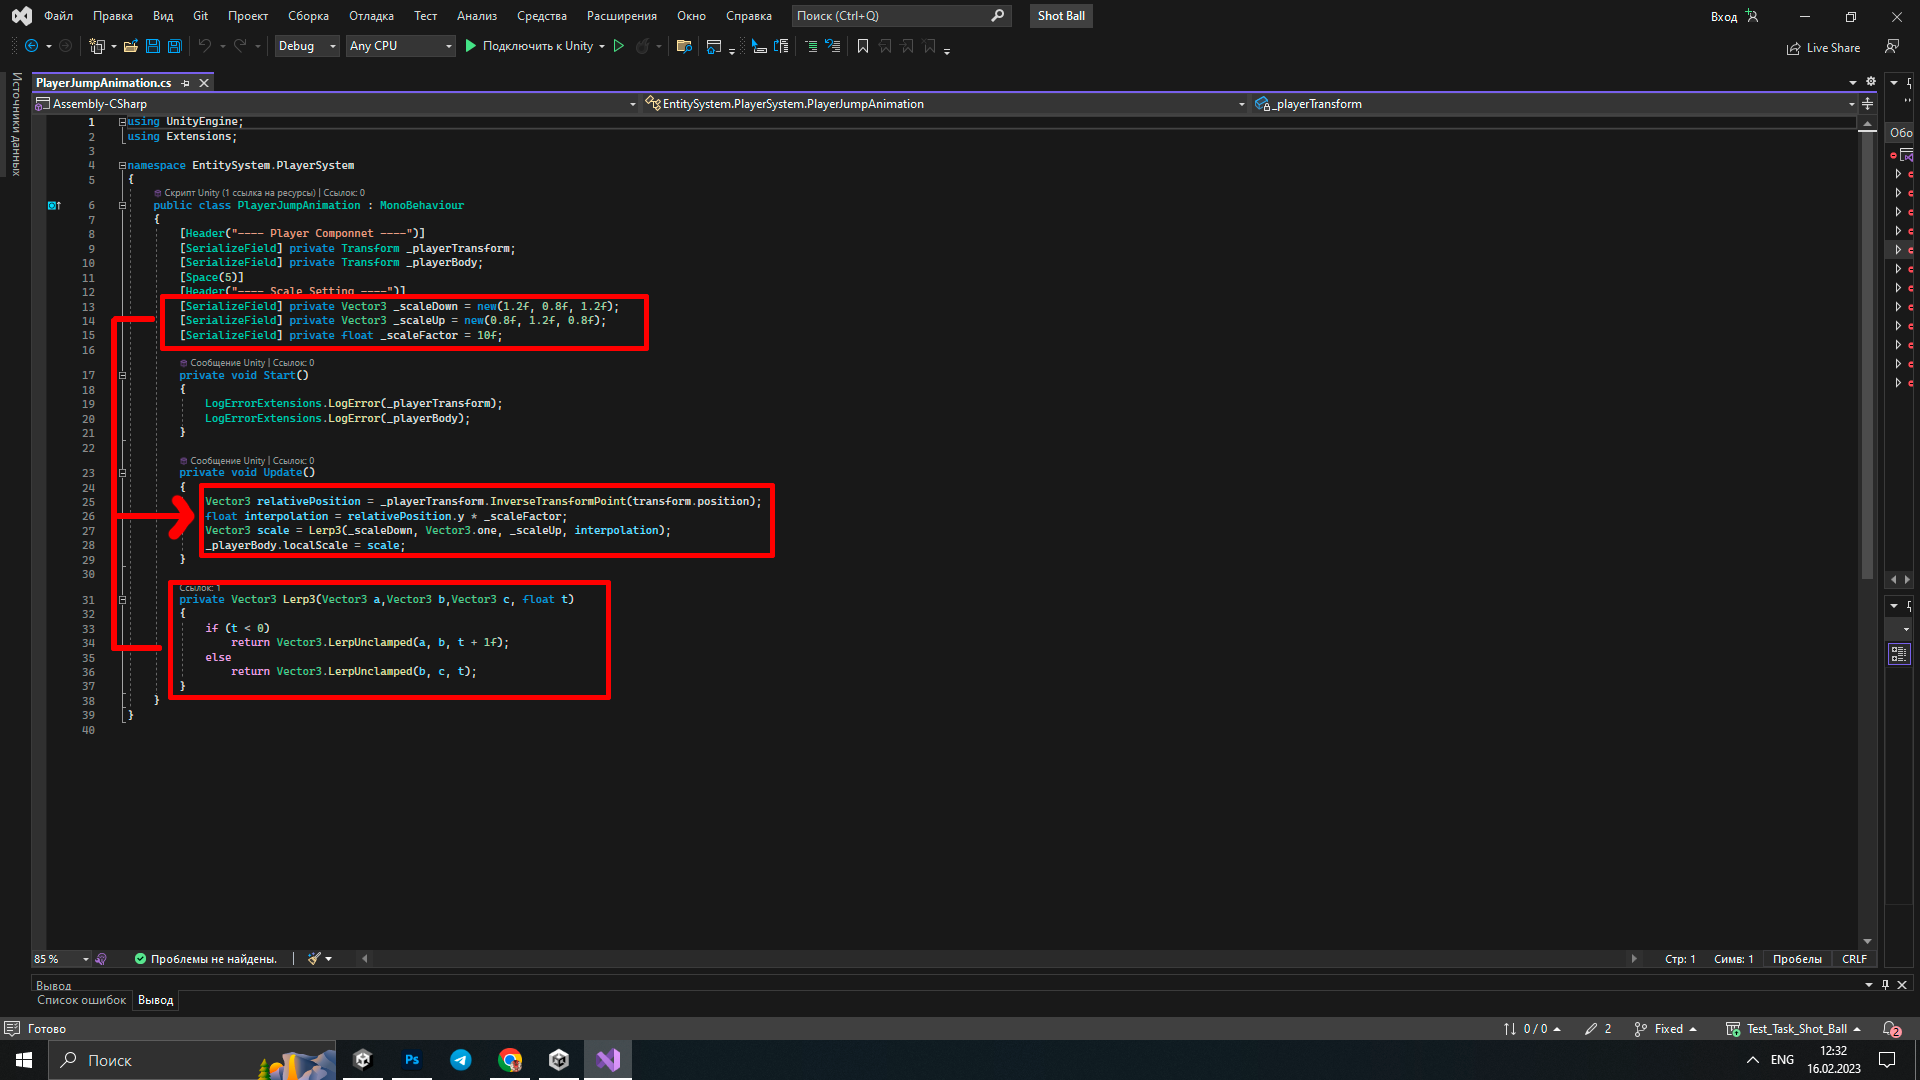 Файл Правка Вид Git Проект Сборка Отладка Тест Анализ Средства Расширения Окно Справка Поиск (Ctrl+Q) Shot Ball Вход
Debug Any CPU Подключить к Unity Live Share
Источники данных
PlayerJumpAnimation.cs
Assembly-CSharp EntitySystem.PlayerSystem.PlayerJumpAnimation _playerTransform
Обо
1 using UnityEngine;
2 using Extensions;
3
4 namespace EntitySystem.PlayerSystem
5 {
Скрипт Unity (1 ссылка на ресурсы) | Ссылок: 0
6 public class PlayerJumpAnimation : MonoBehaviour
7 {
8 [Header("---- Player Componnet ----")]
9 [SerializeField] private Transform _playerTransform;
10 [SerializeField] private Transform _playerBody;
11 [Space(5)]
12 [Header("---- Scale Setting ----")]
13 [SerializeField] private Vector3 _scaleDown = new(1.2f, 0.8f, 1.2f);
14 [SerializeField] private Vector3 _scaleUp = new(0.8f, 1.2f, 0.8f);
15 [SerializeField] private float _scaleFactor = 10f;
16
Сообщение Unity | Ссылок: 0
17 private void Start()
18 {
19 LogErrorExtensions.LogError(_playerTransform);
20 LogErrorExtensions.LogError(_playerBody);
21 }
22
Сообщение Unity | Ссылок: 0
23 private void Update()
24 {
25 Vector3 relativePosition = _playerTransform.InverseTransformPoint(transform.position);
26 float interpolation = relativePosition.y * _scaleFactor;
27 Vector3 scale = Lerp3(_scaleDown, Vector3.one, _scaleUp, interpolation);
28 _playerBody.localScale = scale;
29 }
30
Ссылок: 1
31 private Vector3 Lerp3(Vector3 a,Vector3 b,Vector3 c, float t)
32 {
33 if (t < 0)
34 return Vector3.LerpUnclamped(a, b, t + 1f);
35 else
36 return Vector3.LerpUnclamped(b, c, t);
37 }
38 }
39 }
40
85 % Проблемы не найдены. Стр: 1 Симв: 1 Пробелы CRLF
Вывод
Список ошибок Вывод
Готово 0 / 0 2 Fixed Test_Task_Shot_Ball 2
Поиск Ps ENG 12:32
16.02.2023